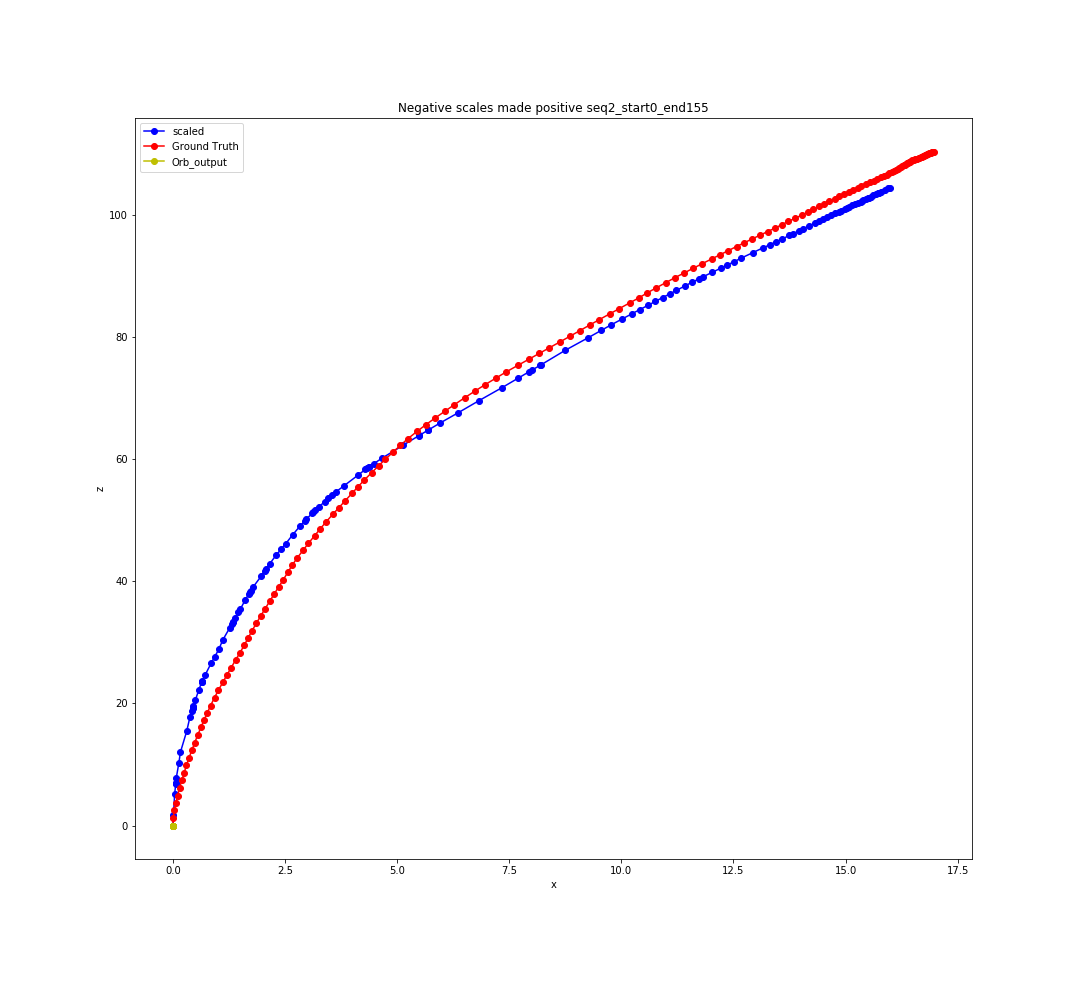 Negative scales made positive seq2_start0_end155
scaled
Ground Truth
Orb_output
z
100
80
60
40
20
0
0.0 2.5 5.0 7.5 10.0 12.5 15.0 17.5
x